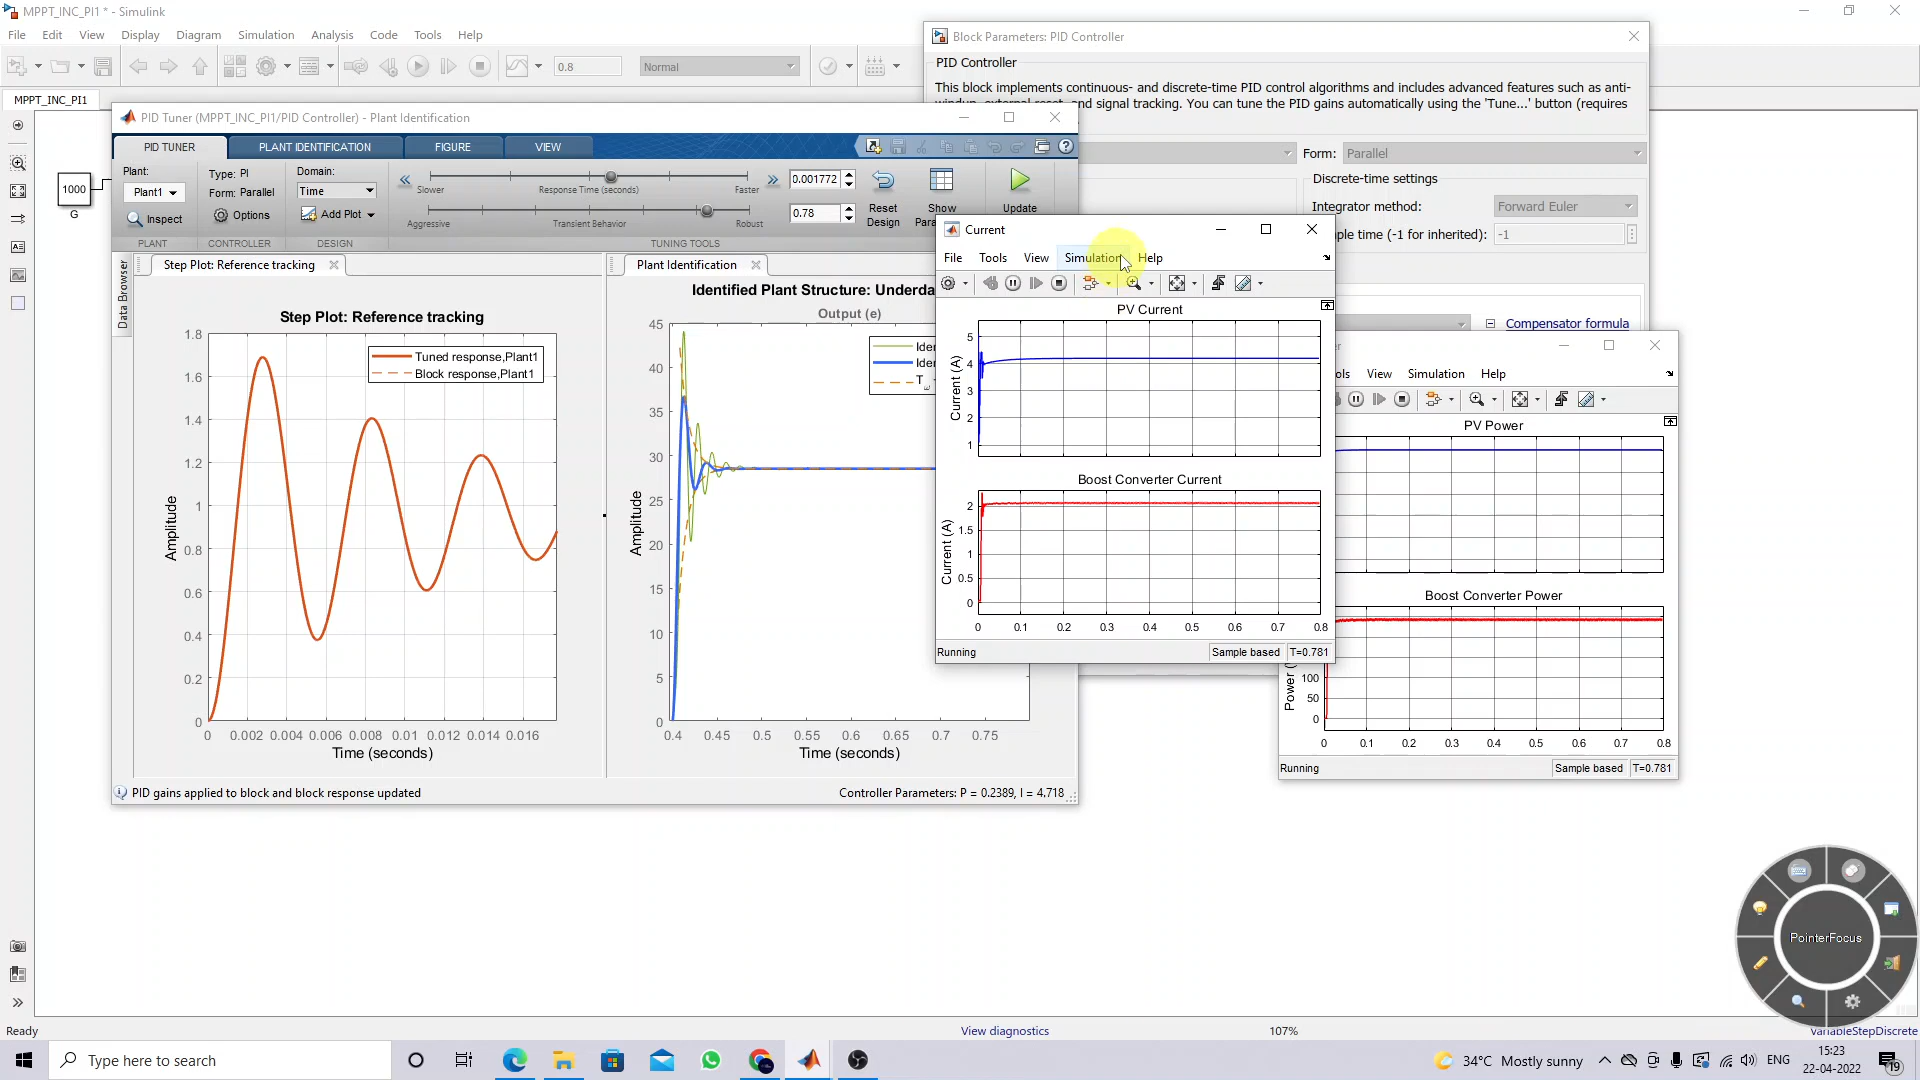 MPPT_INC_PI1 * - Simulink
File Edit View Display Diagram Simulation Analysis Code Tools Help
0.8
Normal
MPPT_INC_PI1
1000
G
Block Parameters: PID Controller
PID Controller
This block implements continuous- and discrete-time PID control algorithms and includes advanced features such as anti-
and signal tracking. You can tune the PID gains automatically using the 'Tune...' button (requires
Form: Parallel
Discrete-time settings
Integrator method: Forward Euler
ple time (-1 for inherited): -1
Compensator formula
PID Tuner (MPPT_INC_PI1/PID Controller) - Plant Identification
PID TUNER PLANT IDENTIFICATION FIGURE VIEW
Plant:
Plant1
Inspect
PLANT
Type: PI
Form: Parallel
Options
CONTROLLER
Domain:
Time
Add Plot
DESIGN
Slower Response Time (seconds) Faster
0.001772
Aggressive Transient Behavior Robust
0.78
TUNING TOOLS
Reset
Design
Show
Para
Update
Data Browser
Step Plot: Reference tracking
Step Plot: Reference tracking
Tuned response,Plant1
Block response,Plant1
Amplitude
1.8
1.6
1.4
1.2
1
0.8
0.6
0.4
0.2
0
0 0.002 0.004 0.006 0.008 0.01 0.012 0.014 0.016
Time (seconds)
Plant Identification
Identified Plant Structure: Underda
Output (e)
Iden
Iden
Amplitude
45
40
35
30
25
20
15
10
5
0
0.4 0.45 0.5 0.55 0.6 0.65 0.7 0.75
Time (seconds)
PID gains applied to block and block response updated
Controller Parameters: P = 0.2389, I = 4.718
Current
File Tools View Simulation Help
PV Current
Current (A)
5
4
3
2
1
Boost Converter Current
Current (A)
2
1.5
1
0.5
0
0 0.1 0.2 0.3 0.4 0.5 0.6 0.7 0.8
Running
Sample based T=0.781
ols View Simulation Help
PV Power
Boost Converter Power
Power (
100
50
0
0 0.1 0.2 0.3 0.4 0.5 0.6 0.7 0.8
Running
Sample based T=0.781
PointerFocus
Ready
View diagnostics
107%
VariableStepDiscrete
Type here to search
34°C Mostly sunny
ENG
15:23
22-04-2022
19